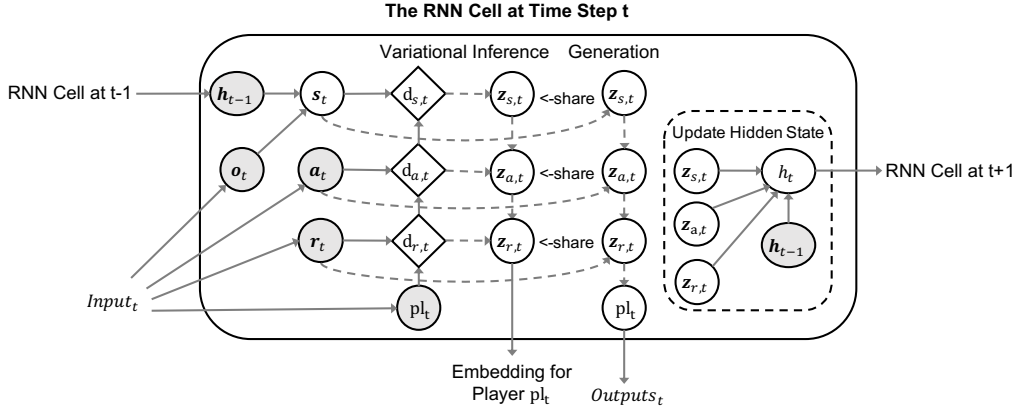 The RNN Cell at Time Step t
Variational Inference Generation
RNN Cell at t-1 h_{t−1} s_t d_{s,t} z_{s,t} <-share z_{s,t}
Update Hidden State
o_t a_t d_{a,t} z_{a,t} <-share z_{a,t} z_{s,t} h_t RNN Cell at t+1
z_{a,t}
r_t d_{r,t} z_{r,t} <-share z_{r,t} h_{t−1}
z_{r,t}
Input_t pl_t pl_t
Embedding for
Player pl_t Outputs_t